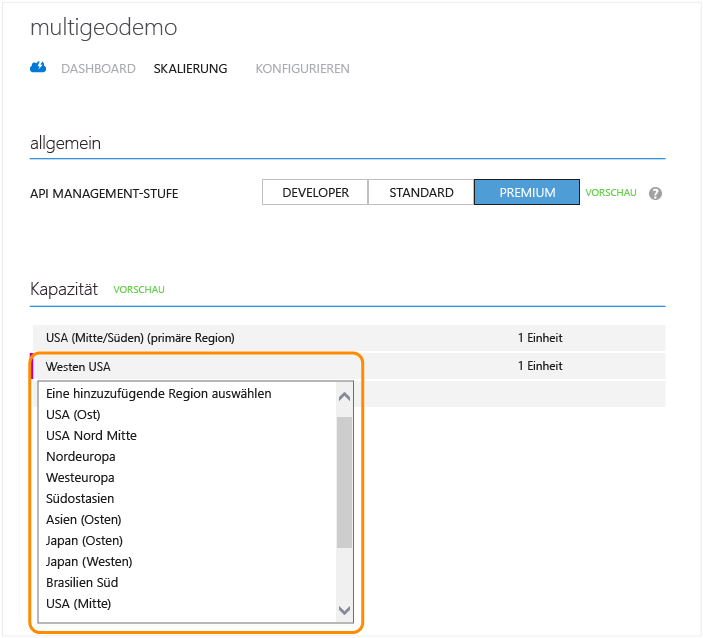 multigeodemo
DASHBOARD SKALIERUNG KONFIGURIEREN
allgemein
API MANAGEMENT-STUFE DEVELOPER STANDARD PREMIUM VORSCHAU ?
Kapazität VORSCHAU
USA (Mitte/Süden) (primäre Region) 1 Einheit
Westen USA 1 Einheit
Eine hinzuzufügende Region auswählen
USA (Ost)
USA Nord Mitte
Nordeuropa
Westeuropa
Südostasien
Asien (Osten)
Japan (Osten)
Japan (Westen)
Brasilien Süd
USA (Mitte)